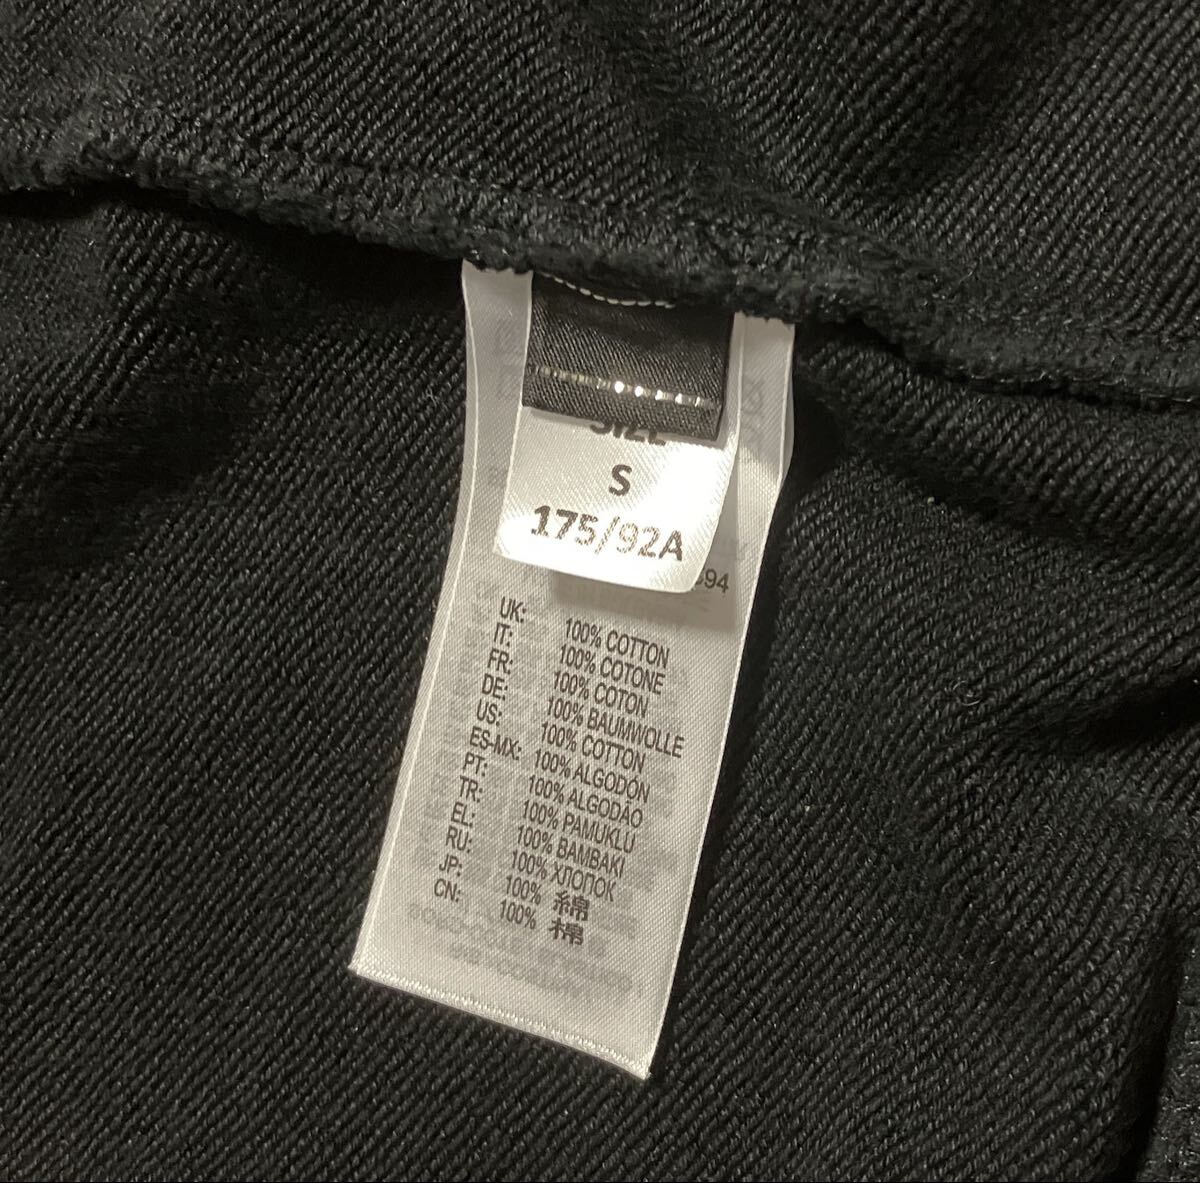 SIZE
S
175/92A
94
UK: 100% COTTON
IT: 100% COTONE
FR: 100% COTON
DE: 100% BAUMWOLLE
US: 100% COTTON
ES-MX: 100% ALGODÓN
PT: 100% ALGODÃO
TR: 100% PAMUKLU
EL: 100% BAMBAKI
RU: 100% ХЛОПОК
JP: 100% 綿
CN: 100% 棉